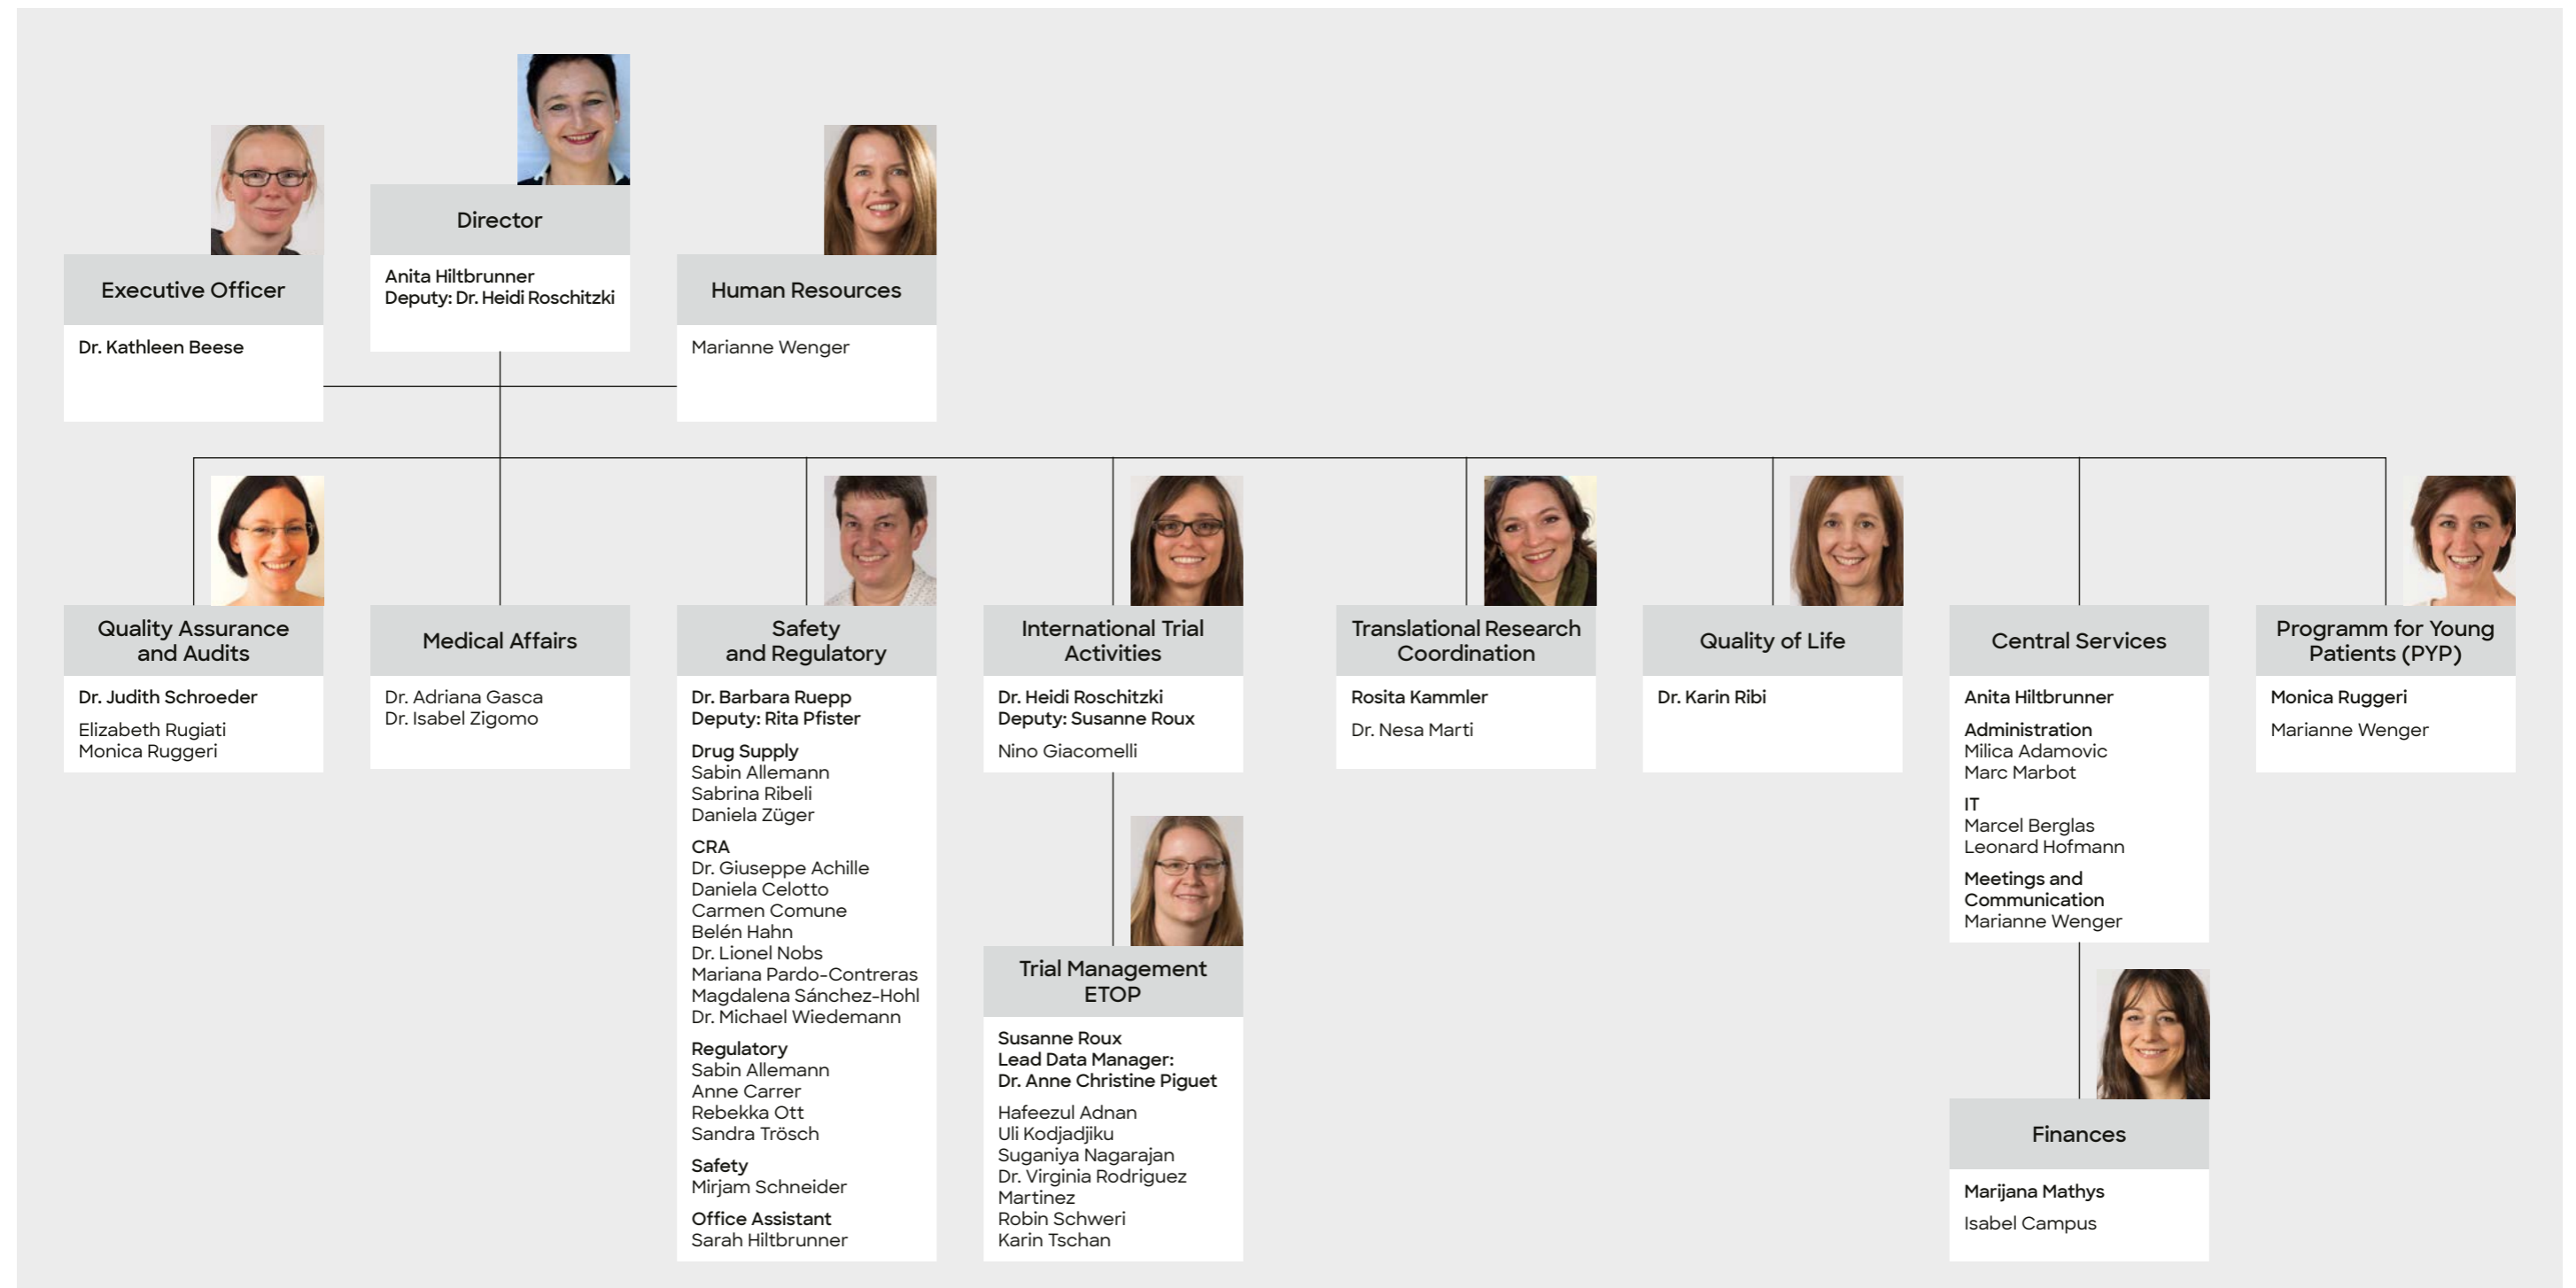 Director
Anita Hiltbrunner
Deputy: Dr. Heidi Roschitzki
Executive Officer
Dr. Kathleen Beese
Human Resources
Marianne Wenger
Quality Assurance
and Audits
Dr. Judith Schroeder
Elizabeth Rugiati
Monica Ruggeri
Medical Affairs
Dr. Adriana Gasca
Dr. Isabel Zigomo
Safety
and Regulatory
Dr. Barbara Ruepp
Deputy: Rita Pfister
Drug Supply
Sabin Allemann
Sabrina Ribeli
Daniela Züger
CRA
Dr. Giuseppe Achille
Daniela Celotto
Carmen Comune
Belén Hahn
Dr. Lionel Nobs
Mariana Pardo-Contreras
Magdalena Sánchez-Hohl
Dr. Michael Wiedemann
Regulatory
Sabin Allemann
Anne Carrer
Rebekka Ott
Sandra Trösch
Safety
Mirjam Schneider
Office Assistant
Sarah Hiltbrunner
International Trial
Activities
Dr. Heidi Roschitzki
Deputy: Susanne Roux
Nino Giacomelli
Trial Management
ETOP
Susanne Roux
Lead Data Manager:
Dr. Anne Christine Piguet
Hafeezul Adnan
Uli Kodjadjiku
Suganiya Nagarajan
Dr. Virginia Rodriguez
Martinez
Robin Schweri
Karin Tschan
Translational Research
Coordination
Rosita Kammler
Dr. Nesa Marti
Quality of Life
Dr. Karin Ribi
Central Services
Anita Hiltbrunner
Administration
Milica Adamovic
Marc Marbot
IT
Marcel Berglas
Leonard Hofmann
Meetings and
Communication
Marianne Wenger
Finances
Marijana Mathys
Isabel Campus
Programm for Young
Patients (PYP)
Monica Ruggeri
Marianne Wenger